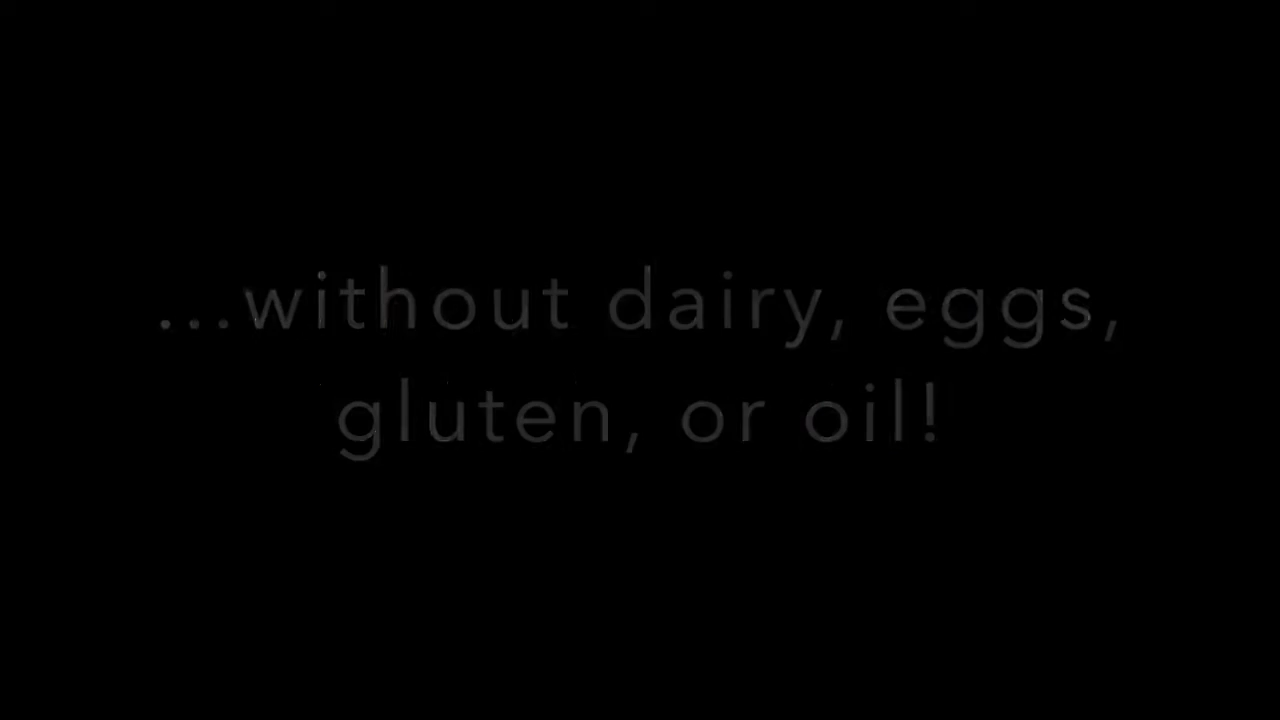 ...without dairy, eggs,
gluten, or oil!